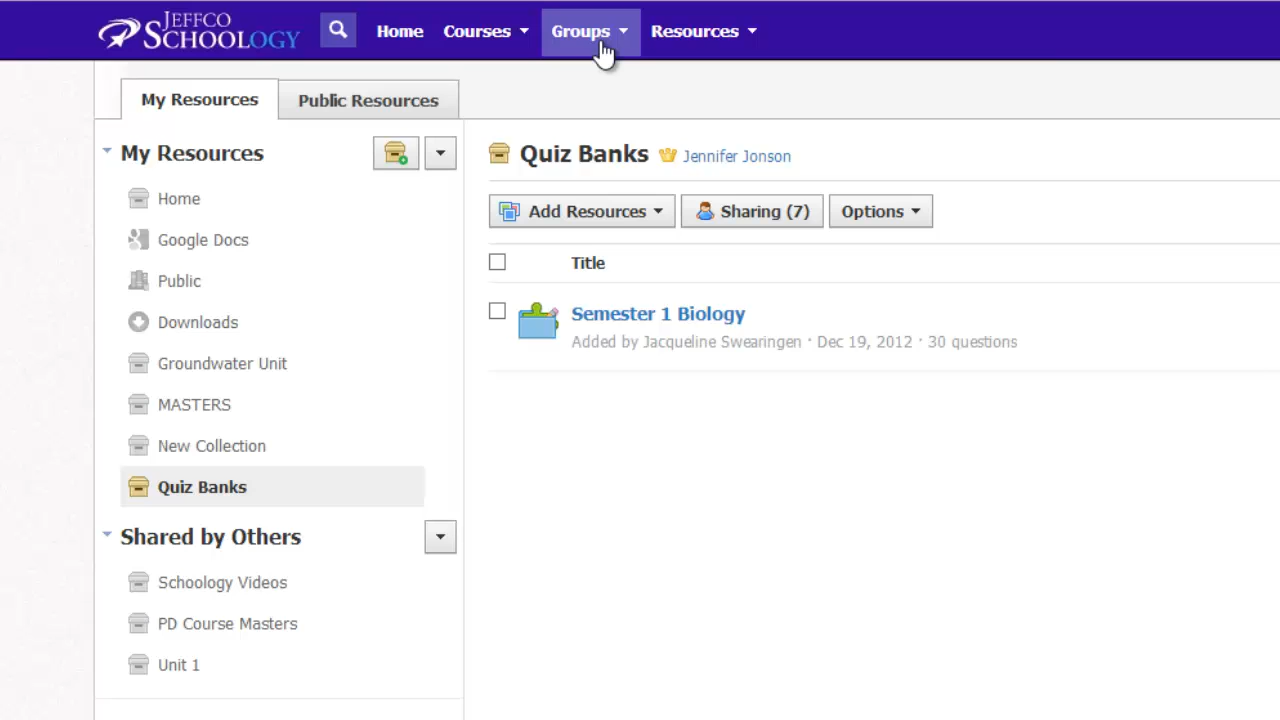 JEFFCO
SCHOOLOGY
Home Courses Groups Resources
My Resources Public Resources
My Resources
Home
Google Docs
Public
Downloads
Groundwater Unit
MASTERS
New Collection
Quiz Banks
Shared by Others
Schoology Videos
PD Course Masters
Unit 1
Quiz Banks Jennifer Jonson
Add Resources Sharing (7) Options
Title
Semester 1 Biology
Added by Jacqueline Swearingen · Dec 19, 2012 · 30 questions